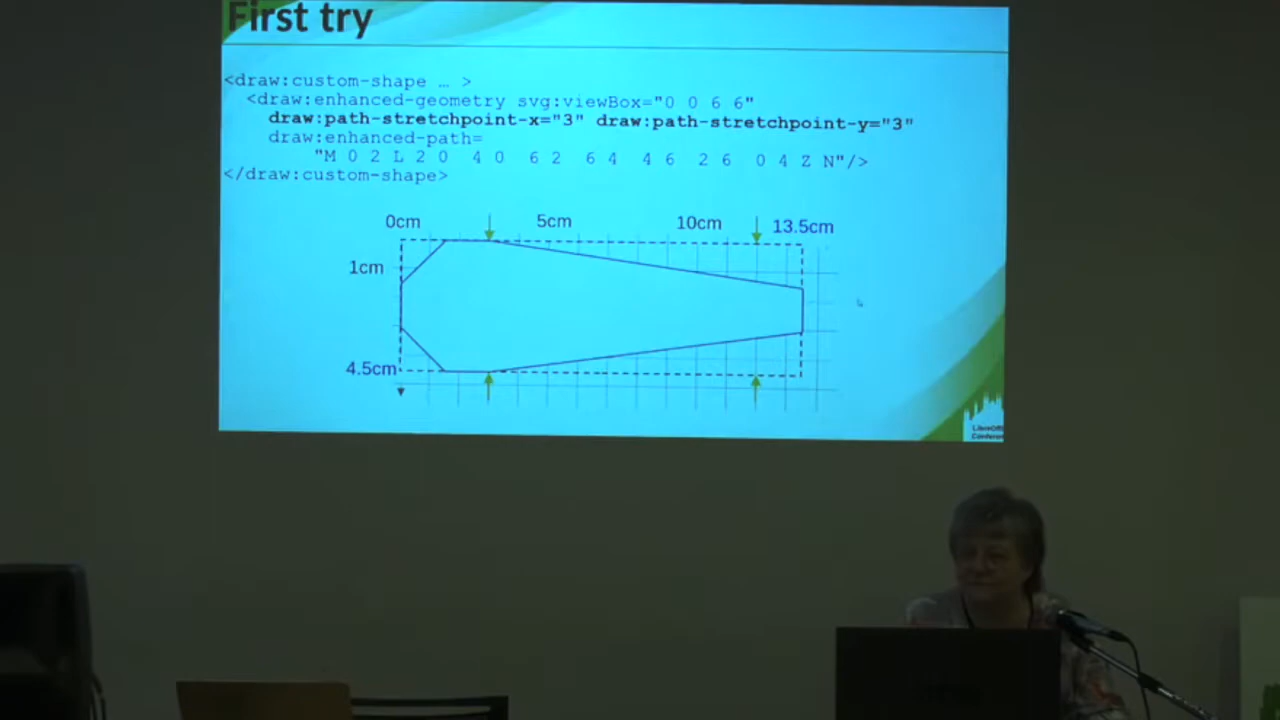 First try
<draw:custom-shape … >
<draw:enhanced-geometry svg:viewBox="0 0 6 6"
draw:path-stretchpoint-x="3" draw:path-stretchpoint-y="3"
draw:enhanced-path=
"M 0 2 L 2 0 4 0 6 2 6 4 4 6 2 6 0 4 Z N"/>
</draw:custom-shape>
0cm 5cm 10cm 13.5cm
1cm
4.5cm